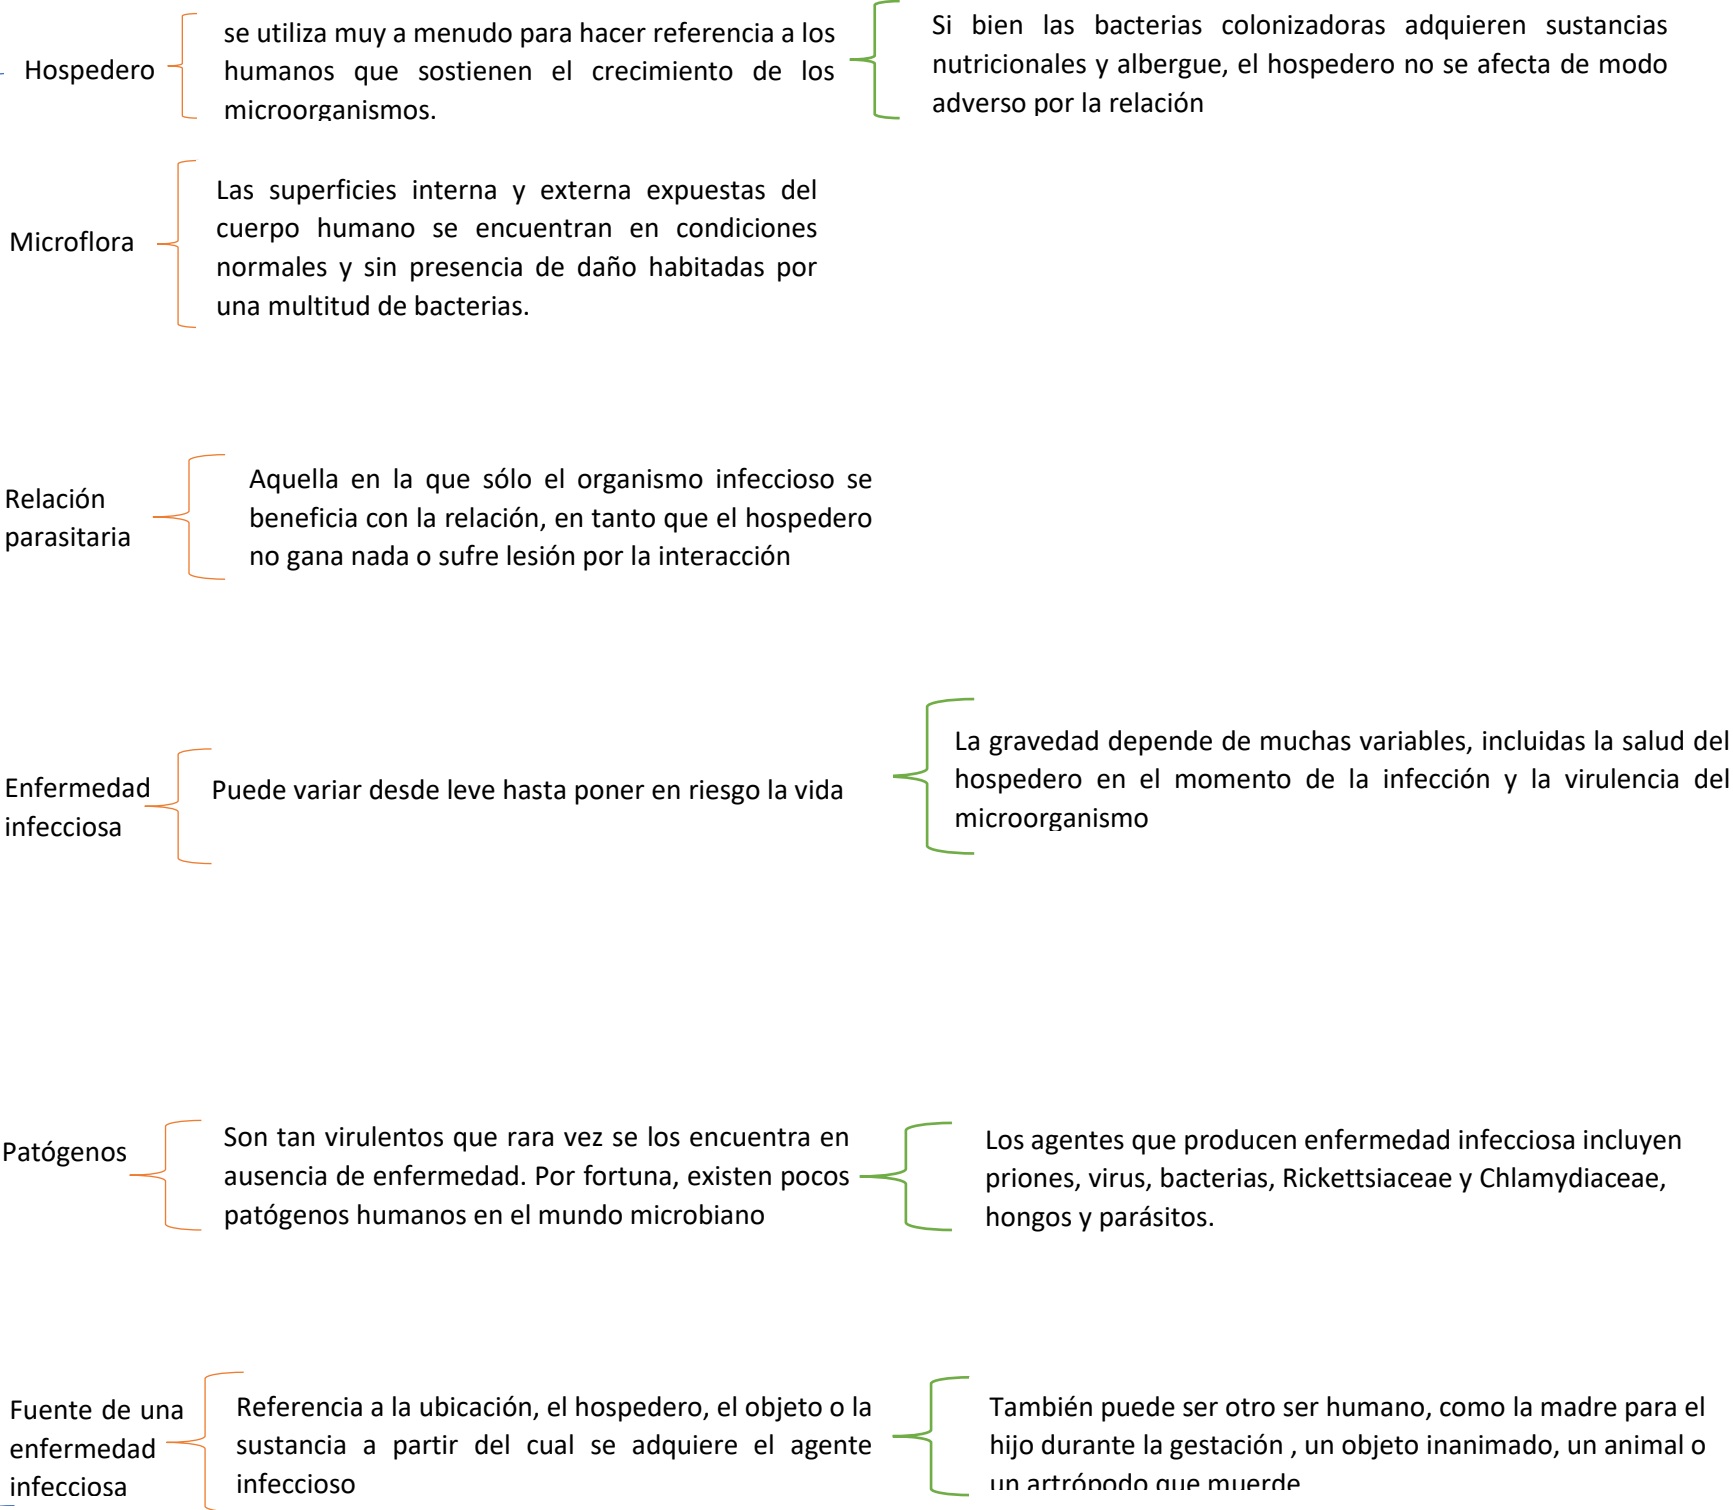 Hospedero
se utiliza muy a menudo para hacer referencia a los
humanos que sostienen el crecimiento de los
microorganismos.
Si bien las bacterias colonizadoras adquieren sustancias
nutricionales y albergue, el hospedero no se afecta de modo
adverso por la relación
Microflora
Las superficies interna y externa expuestas del
cuerpo humano se encuentran en condiciones
normales y sin presencia de daño habitadas por
una multitud de bacterias.
Relación
parasitaria
Aquella en la que sólo el organismo infeccioso se
beneficia con la relación, en tanto que el hospedero
no gana nada o sufre lesión por la interacción
Enfermedad
infecciosa
Puede variar desde leve hasta poner en riesgo la vida
La gravedad depende de muchas variables, incluidas la salud del
hospedero en el momento de la infección y la virulencia del
microorganismo
Patógenos
Son tan virulentos que rara vez se los encuentra en
ausencia de enfermedad. Por fortuna, existen pocos
patógenos humanos en el mundo microbiano
Los agentes que producen enfermedad infecciosa incluyen
priones, virus, bacterias, Rickettsiaceae y Chlamydiaceae,
hongos y parásitos.
Fuente de una
enfermedad
infecciosa
Referencia a la ubicación, el hospedero, el objeto o la
sustancia a partir del cual se adquiere el agente
infeccioso
También puede ser otro ser humano, como la madre para el
hijo durante la gestación , un objeto inanimado, un animal o
un artrópodo que muerde